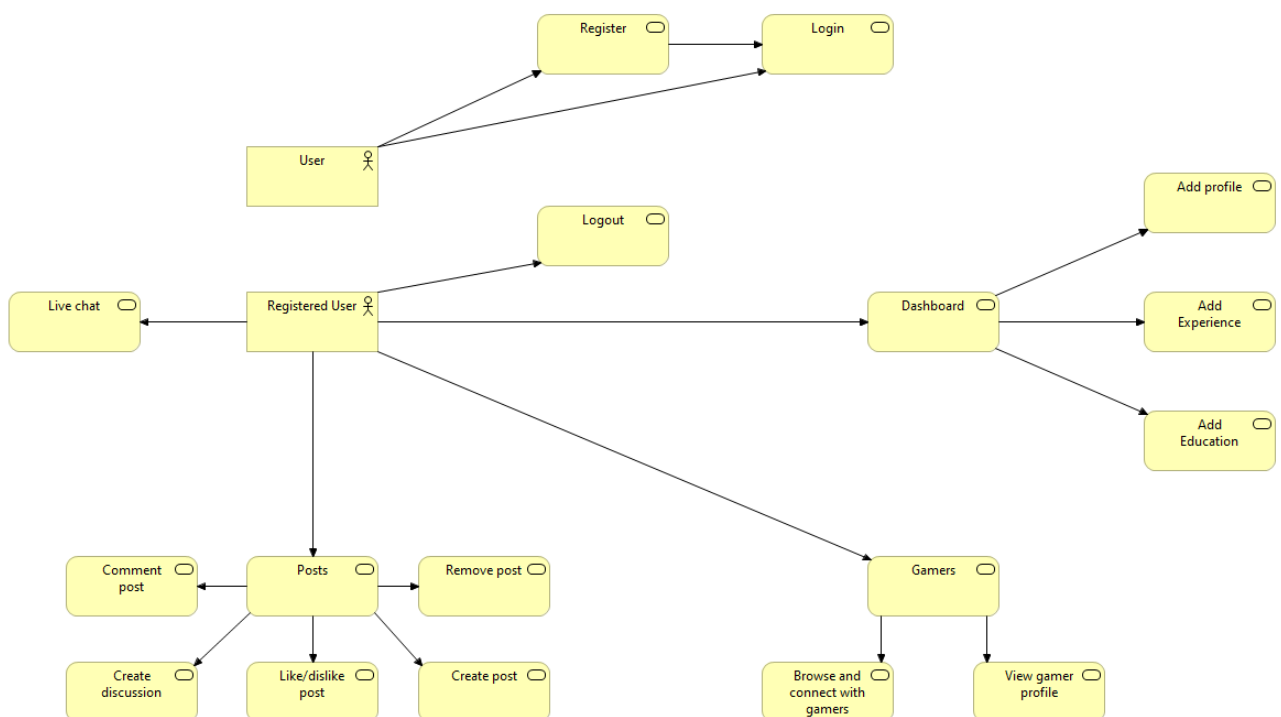 Register
Login
User
Add profile
Logout
Live chat
Registered User
Dashboard
Add
Experience
Add
Education
Comment
post
Posts
Remove post
Gamers
Create
discussion
Like/dislike
post
Create post
Browse and
connect with
gamers
View gamer
profile